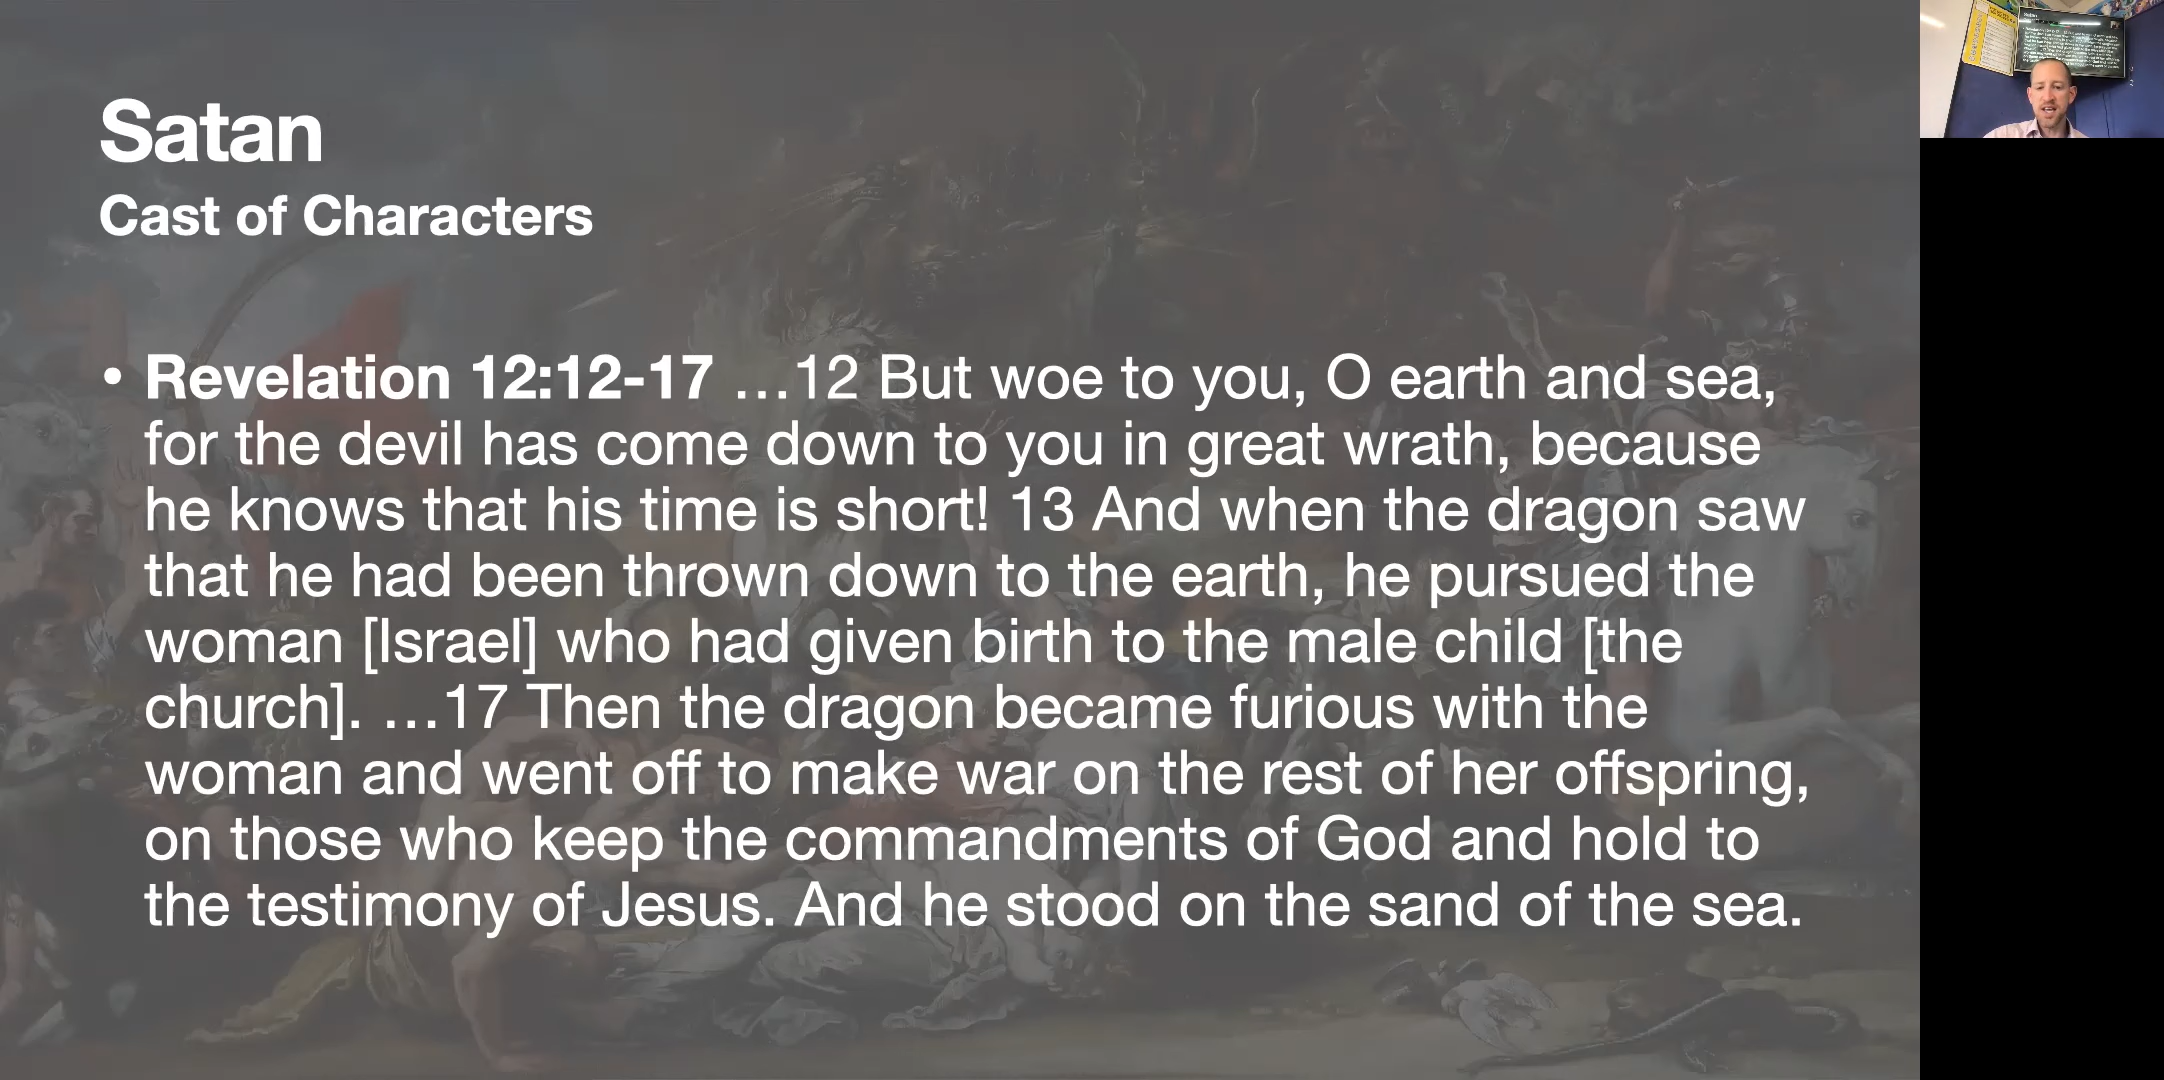 Satan
Cast of Characters
• Revelation 12:12-17 …12 But woe to you, O earth and sea,
for the devil has come down to you in great wrath, because
he knows that his time is short! 13 And when the dragon saw
that he had been thrown down to the earth, he pursued the
woman [Israel] who had given birth to the male child [the
church]. …17 Then the dragon became furious with the
woman and went off to make war on the rest of her offspring,
on those who keep the commandments of God and hold to
the testimony of Jesus. And he stood on the sand of the sea.